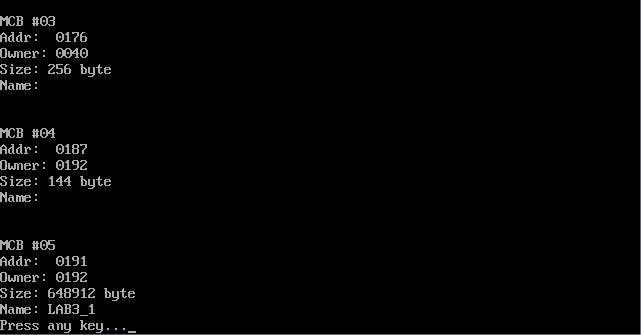 MCB #03
Addr:  0176
Owner: 0040
Size: 256 byte
Name:
MCB #04
Addr:  0187
Owner: 0192
Size: 144 byte
Name:
MCB #05
Addr:  0191
Owner: 0192
Size: 648912 byte
Name: LAB3_1
Press any key..._